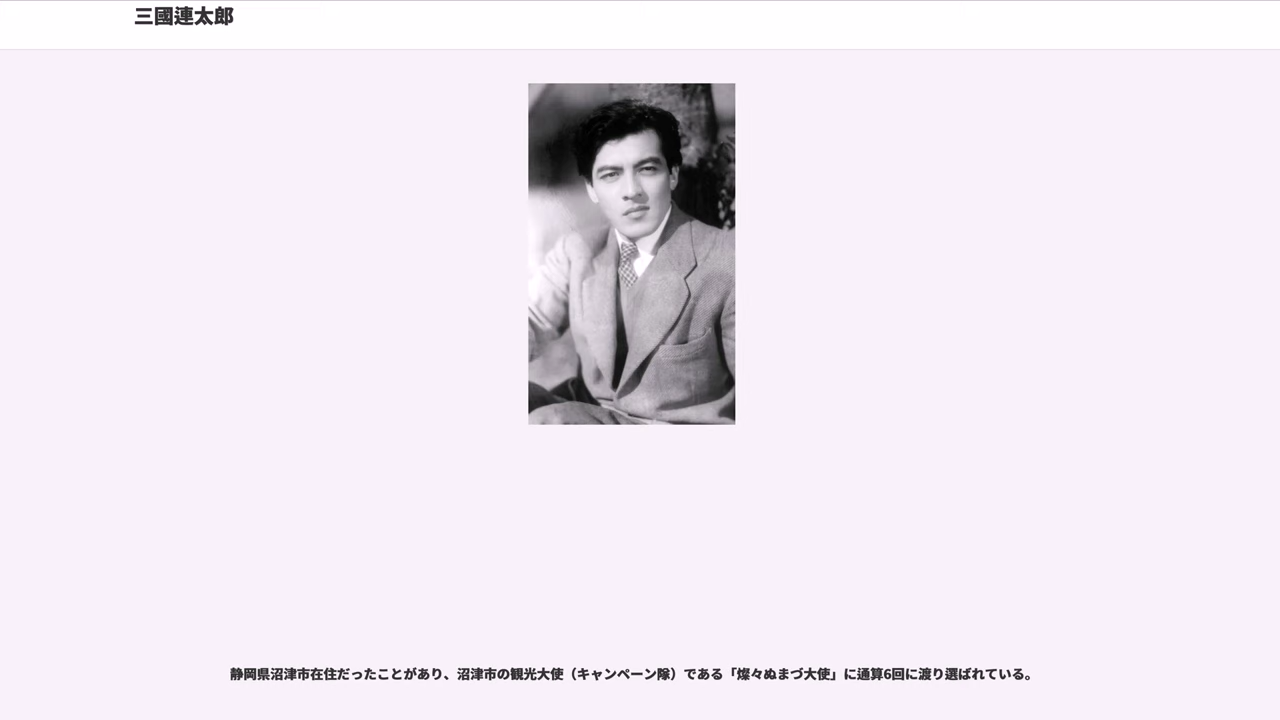 三國連太郎
静岡県沼津市在住だったことがあり、沼津市の観光大使（キャンペーン隊）である「燦々ぬまづ大使」に通算6回に渡り選ばれている。